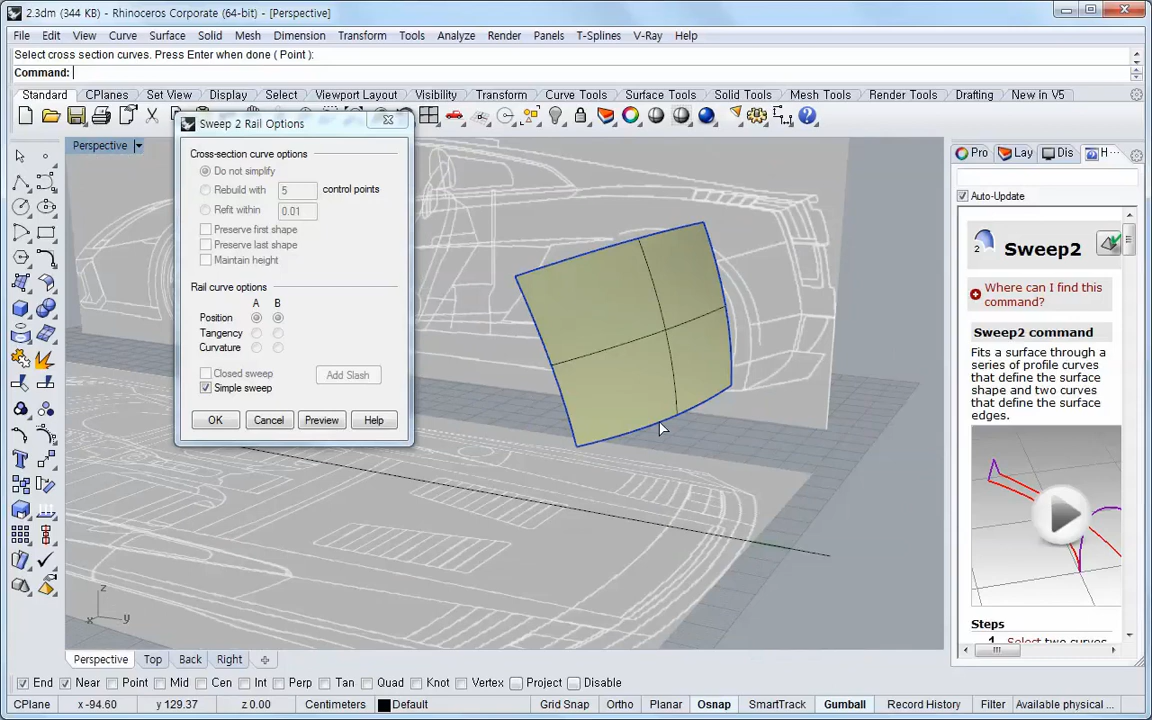 2.3dm (344 KB) - Rhinoceros Corporate (64-bit) - [Perspective]
File Edit View Curve Surface Solid Mesh Dimension Transform Tools Analyze Render Panels T-Splines V-Ray Help
Select cross section curves. Press Enter when done ( Point ):
Command:
Standard CPlanes Set View Display Select Viewport Layout Visibility Transform Curve Tools Surface Tools Solid Tools Mesh Tools Render Tools Drafting New in V5
Perspective
Sweep 2 Rail Options
Cross-section curve options
Do not simplify
Rebuild with 5 control points
Refit within 0.01
Preserve first shape
Preserve last shape
Maintain height
Rail curve options
A B
Position
Tangency
Curvature
Closed sweep Add Slash
Simple sweep
OK Cancel Preview Help
z
x y
Pro Lay Dis H
Auto-Update
2 Sweep2
Where can I find this
command?
Sweep2 command
Fits a surface through a
series of profile curves
that define the surface
shape and two curves
that define the surface
edges.
Steps
1 Select two curves
Perspective Top Back Right
End Near Point Mid Cen Int Perp Tan Quad Knot Vertex Project Disable
CPlane x -94.60 y 129.37 z 0.00 Centimeters Default Grid Snap Ortho Planar Osnap SmartTrack Gumball Record History Filter Available physical ...